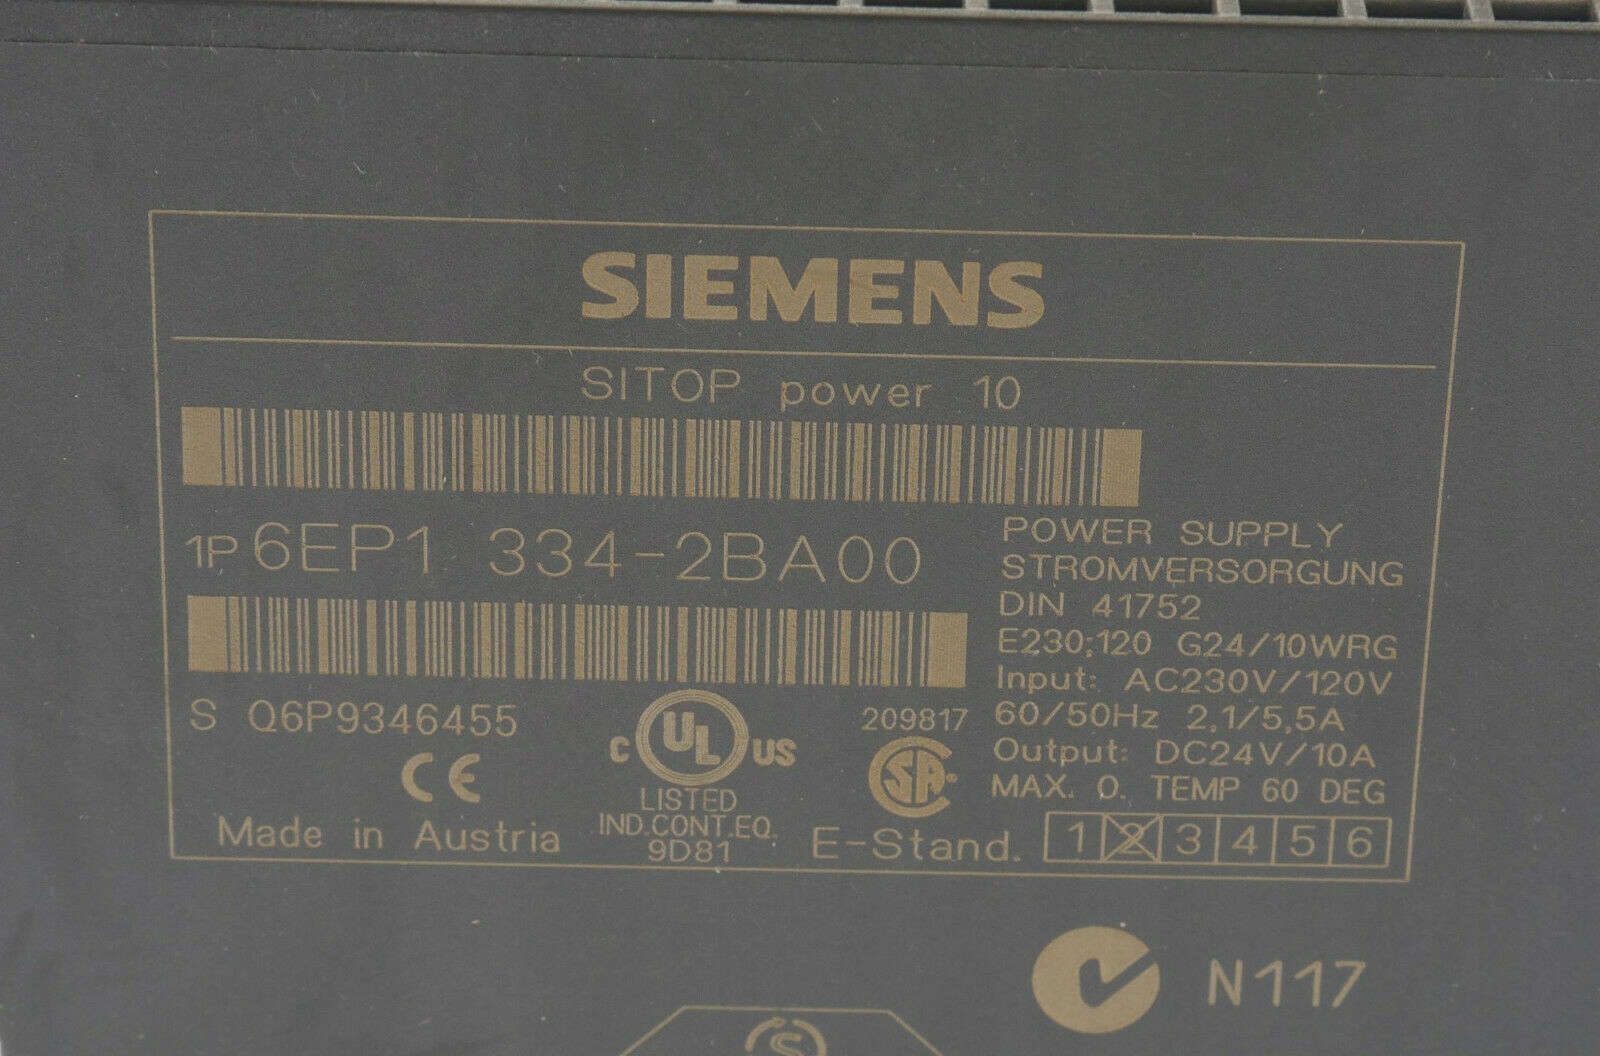 SIEMENS
SITOP power 10
1P 6EP1 334-2BA00
POWER SUPPLY
STROMVERSORGUNG
DIN 41752
E230;120 G24/10WRG
Input: AC230V/120V
60/50Hz 2,1/5,5A
Output: DC24V/10A
MAX. O. TEMP 60 DEG
S Q6P9346455
CE
C UL US
LISTED
IND.CONT.EQ.
9D81
209817
SA
Made in Austria
E-Stand. 1 2 3 4 5 6
N117
S